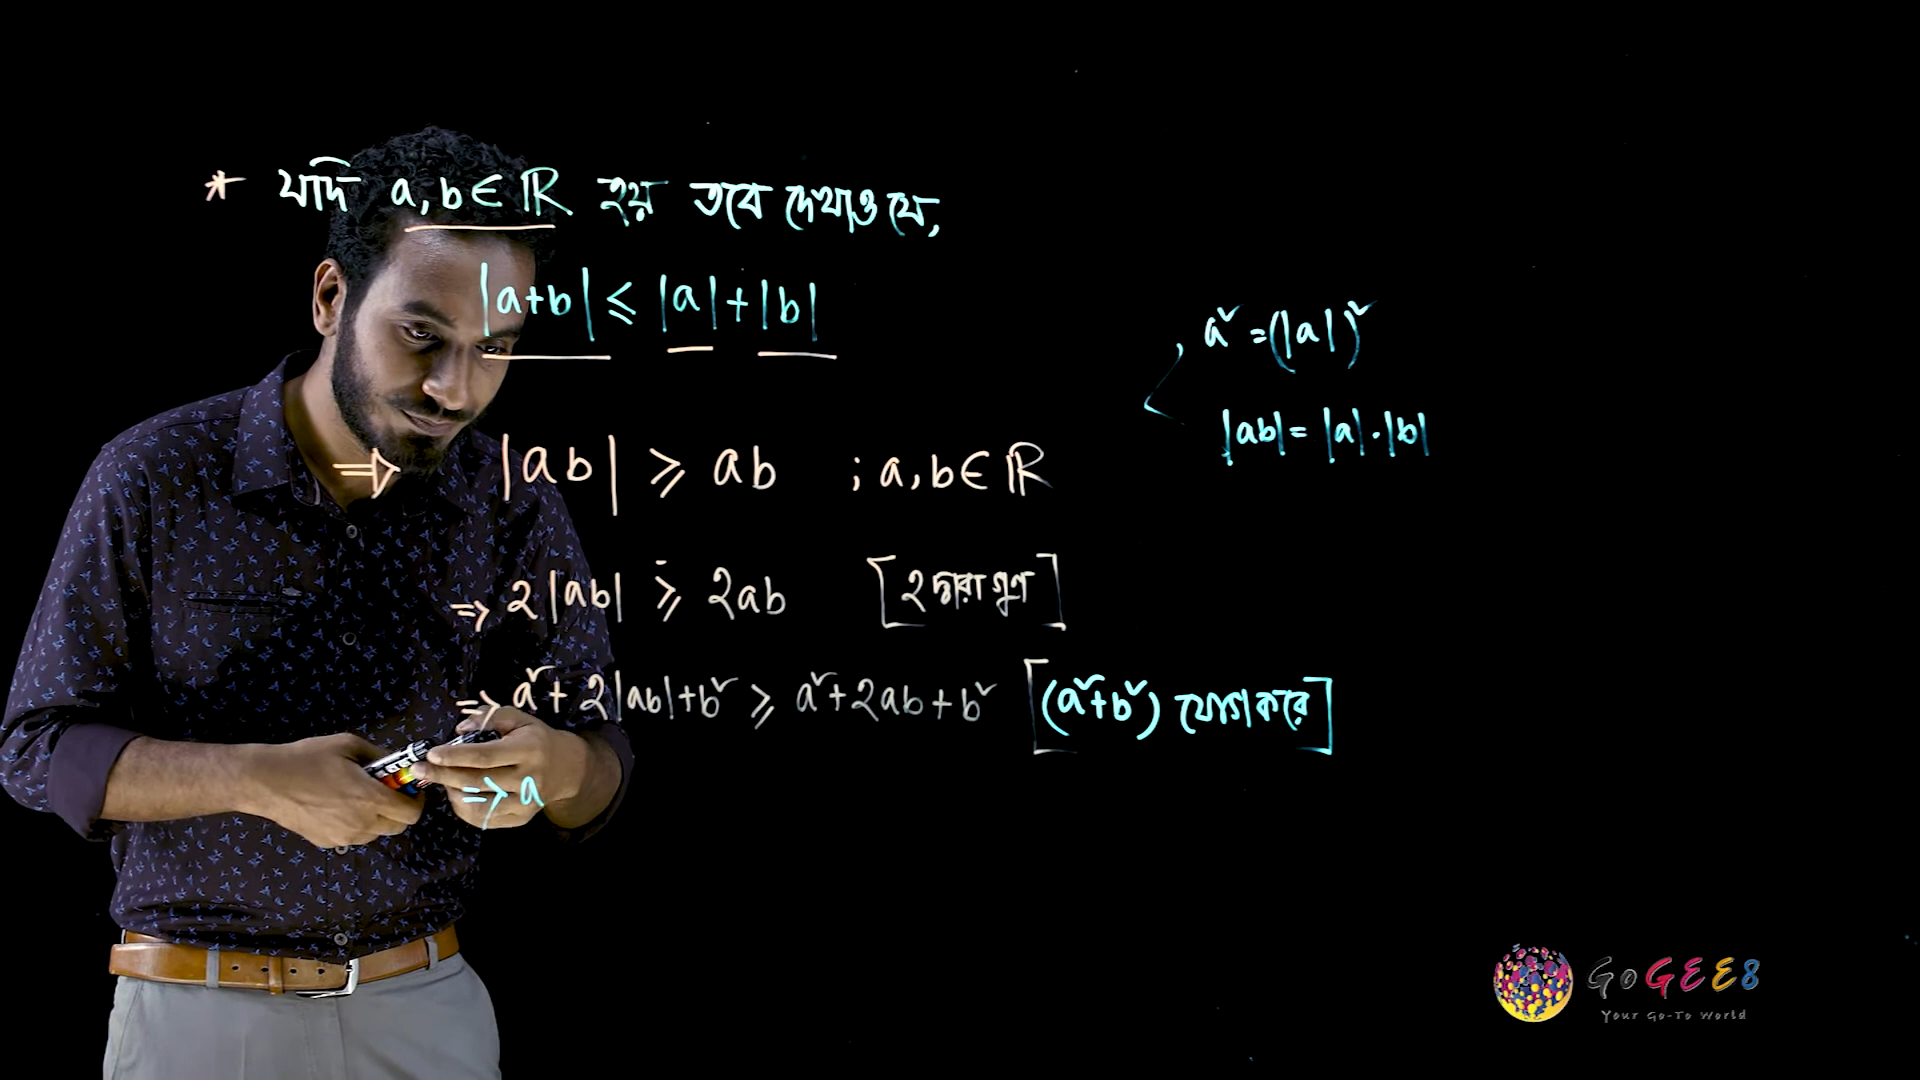 * যদি a, b ∈ ℝ হয় তবে দেখাও যে,
|a+b| ⩽ |a|+|b|
a² = (|a|)²
|ab| = |a|.|b|
⇒ |ab| ⩾ ab ; a, b ∈ ℝ
⇒ 2|ab| ⩾ 2ab [2 দ্বারা গুণ]
⇒ a² + 2|ab| + b² ⩾ a² + 2ab + b² [(a²+b²) যোগ করে]
⇒ a
GoGEE8
Your Go-To World